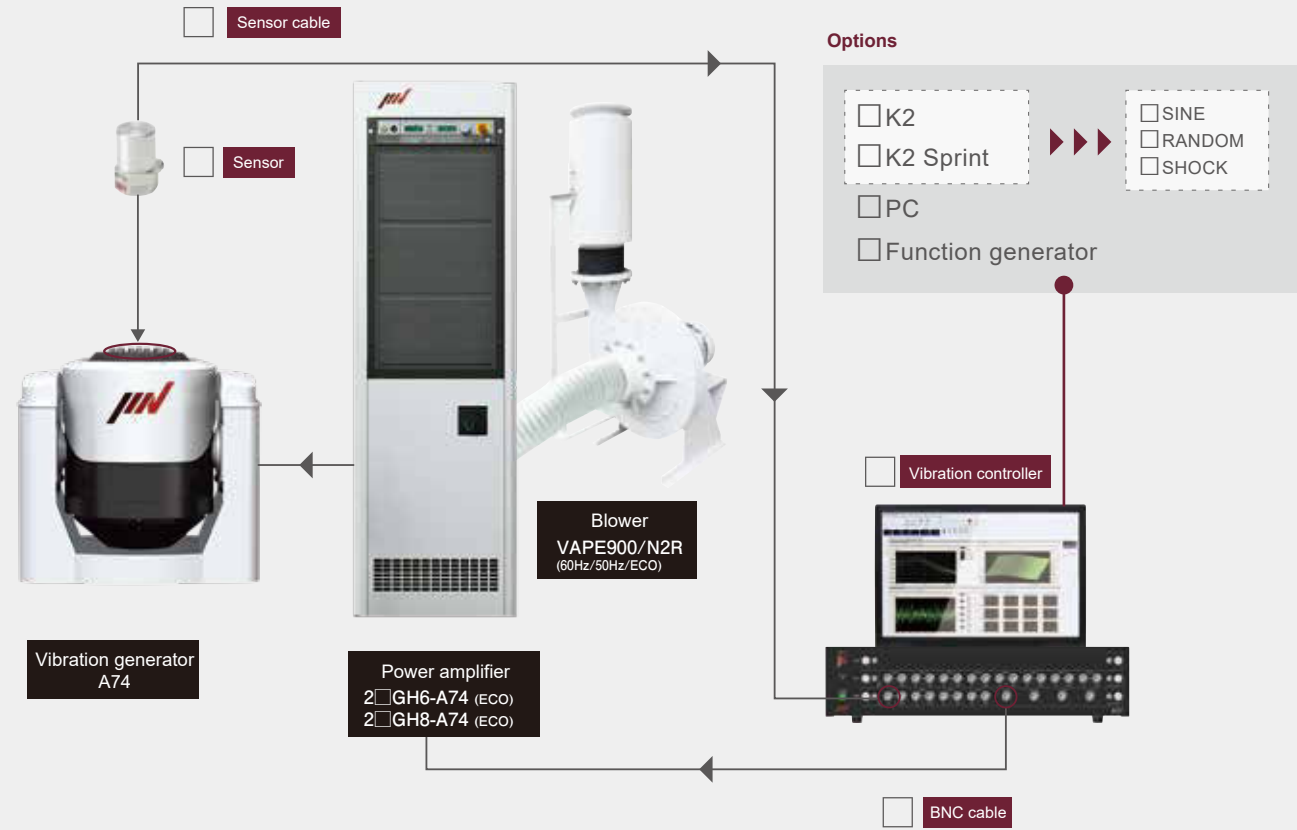 Sensor cable
Options
☐K2
☐K2 Sprint
☐SINE
☐RANDOM
☐SHOCK
☐PC
☐Function generator
Sensor
Vibration controller
Blower
VAPE900/N2R
(60Hz/50Hz/ECO)
Vibration generator
A74
Power amplifier
2☐GH6-A74 (ECO)
2☐GH8-A74 (ECO)
BNC cable